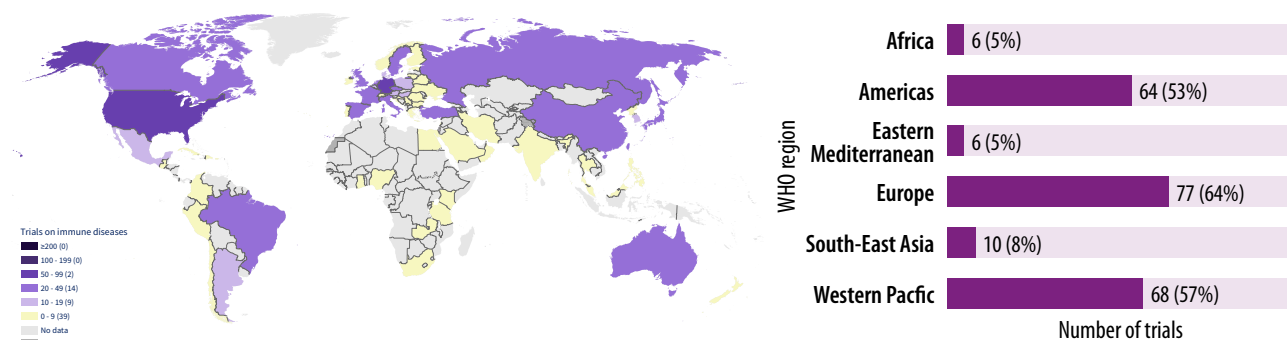 Trials on immune diseases
≥200 (0)
100 - 199 (0)
50 - 99 (2)
20 - 49 (14)
10 - 19 (9)
0 - 9 (39)
No data
WHO region
Africa
6 (5%)
Americas
64 (53%)
Eastern
Mediterranean
6 (5%)
Europe
77 (64%)
South-East Asia
10 (8%)
Western Pacfic
68 (57%)
Number of trials